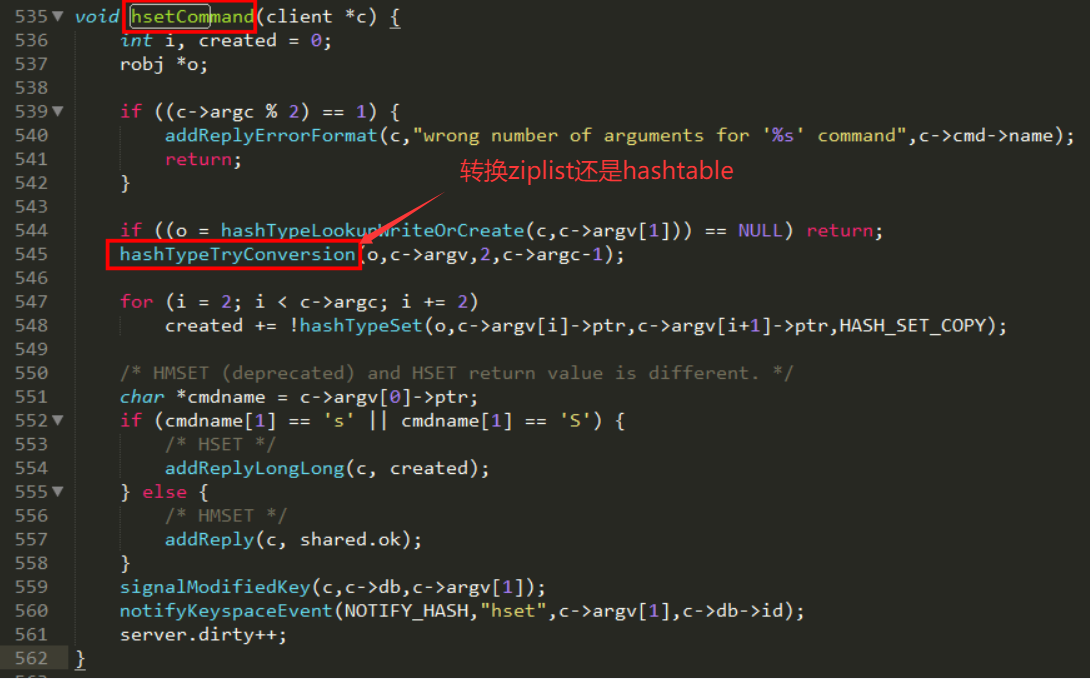 535 void hsetCommand(client *c) {
536 int i, created = 0;
537 robj *o;
538
539 if ((c->argc % 2) == 1) {
540 addReplyErrorFormat(c,"wrong number of arguments for '%s' command",c->cmd->name);
541 return;
542 }
转换ziplist还是hashtable
543
544 if ((o = hashTypeLookupWriteOrCreate(c,c->argv[1])) == NULL) return;
545 hashTypeTryConversion(o,c->argv,2,c->argc-1);
546
547 for (i = 2; i < c->argc; i += 2)
548 created += !hashTypeSet(o,c->argv[i]->ptr,c->argv[i+1]->ptr,HASH_SET_COPY);
549
550 /* HMSET (deprecated) and HSET return value is different. */
551 char *cmdname = c->argv[0]->ptr;
552 if (cmdname[1] == 's' || cmdname[1] == 'S') {
553 /* HSET */
554 addReplyLongLong(c, created);
555 } else {
556 /* HMSET */
557 addReply(c, shared.ok);
558 }
559 signalModifiedKey(c,c->db,c->argv[1]);
560 notifyKeyspaceEvent(NOTIFY_HASH,"hset",c->argv[1],c->db->id);
561 server.dirty++;
562 }